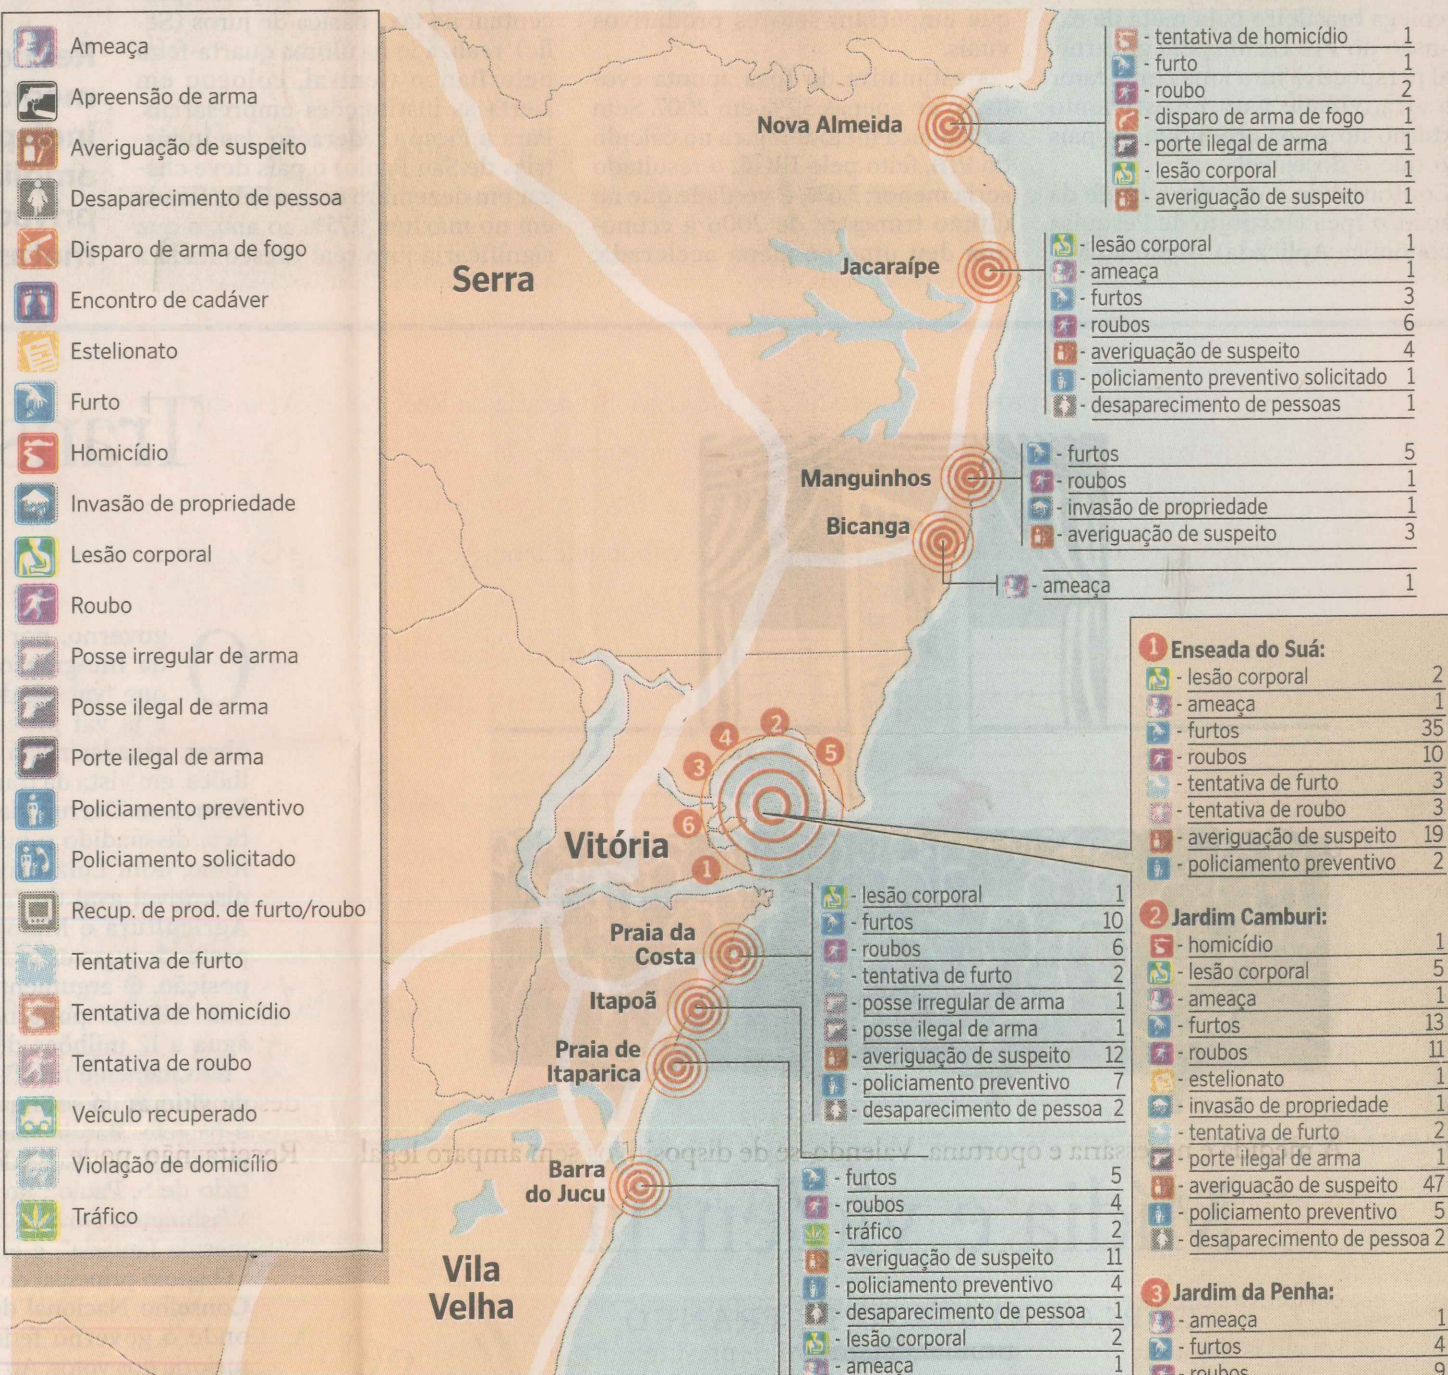 Ameaça
Apreensão de arma
Averiguação de suspeito
Desaparecimento de pessoa
Disparo de arma de fogo
Encontro de cadáver
Estelionato
Furto
Homicídio
Invasão de propriedade
Lesão corporal
Roubo
Posse irregular de arma
Posse ilegal de arma
Porte ilegal de arma
Policiamento preventivo
Policiamento solicitado
Recup. de prod. de furto/roubo
Tentativa de furto
Tentativa de homicídio
Tentativa de roubo
Veículo recuperado
Violação de domicílio
Tráfico
Serra
Nova Almeida
- tentativa de homicídio 1
- furto 1
- roubo 2
- disparo de arma de fogo 1
- porte ilegal de arma 1
- lesão corporal 1
- averiguação de suspeito 1
Jacaraípe
lesão corporal 1
- ameaça 1
- furtos 3
- roubos 6
- averiguação de suspeito 4
- policiamento preventivo solicitado 1
- desaparecimento de pessoas 1
Manguinhos
- furtos 5
- roubos 1
- invasão de propriedade 1
- averiguação de suspeito 3
Bicanga
- ameaça 1
Vitória
1
2
3
4
5
6
Praia da
Costa
- lesão corporal 1
- furtos 10
- roubos 6
- tentativa de furto 2
- posse irregular de arma 1
- posse ilegal de arma 1
- averiguação de suspeito 12
- policiamento preventivo 7
- desaparecimento de pessoa 2
Itapoã
- furtos 5
- roubos 4
- tráfico 2
- averiguação de suspeito 11
- policiamento preventivo 4
- desaparecimento de pessoa 1
- lesão corporal 2
- ameaça 1
Praia de
Itaparica
Barra
do Jucu
Vila
Velha
1 Enseada do Suá:
- lesão corporal 2
- ameaça 1
- furtos 35
- roubos 10
- tentativa de furto 3
- tentativa de roubo 3
- averiguação de suspeito 19
- policiamento preventivo 2
2 Jardim Camburi:
- homicídio 1
- lesão corporal 5
- ameaça 1
- furtos 13
- roubos 11
- estelionato 1
- invasão de propriedade 1
- tentativa de furto 2
- porte ilegal de arma 1
- averiguação de suspeito 47
- policiamento preventivo 5
- desaparecimento de pessoa 2
3 Jardim da Penha:
- ameaça 1
- furtos 4
- roubos 9